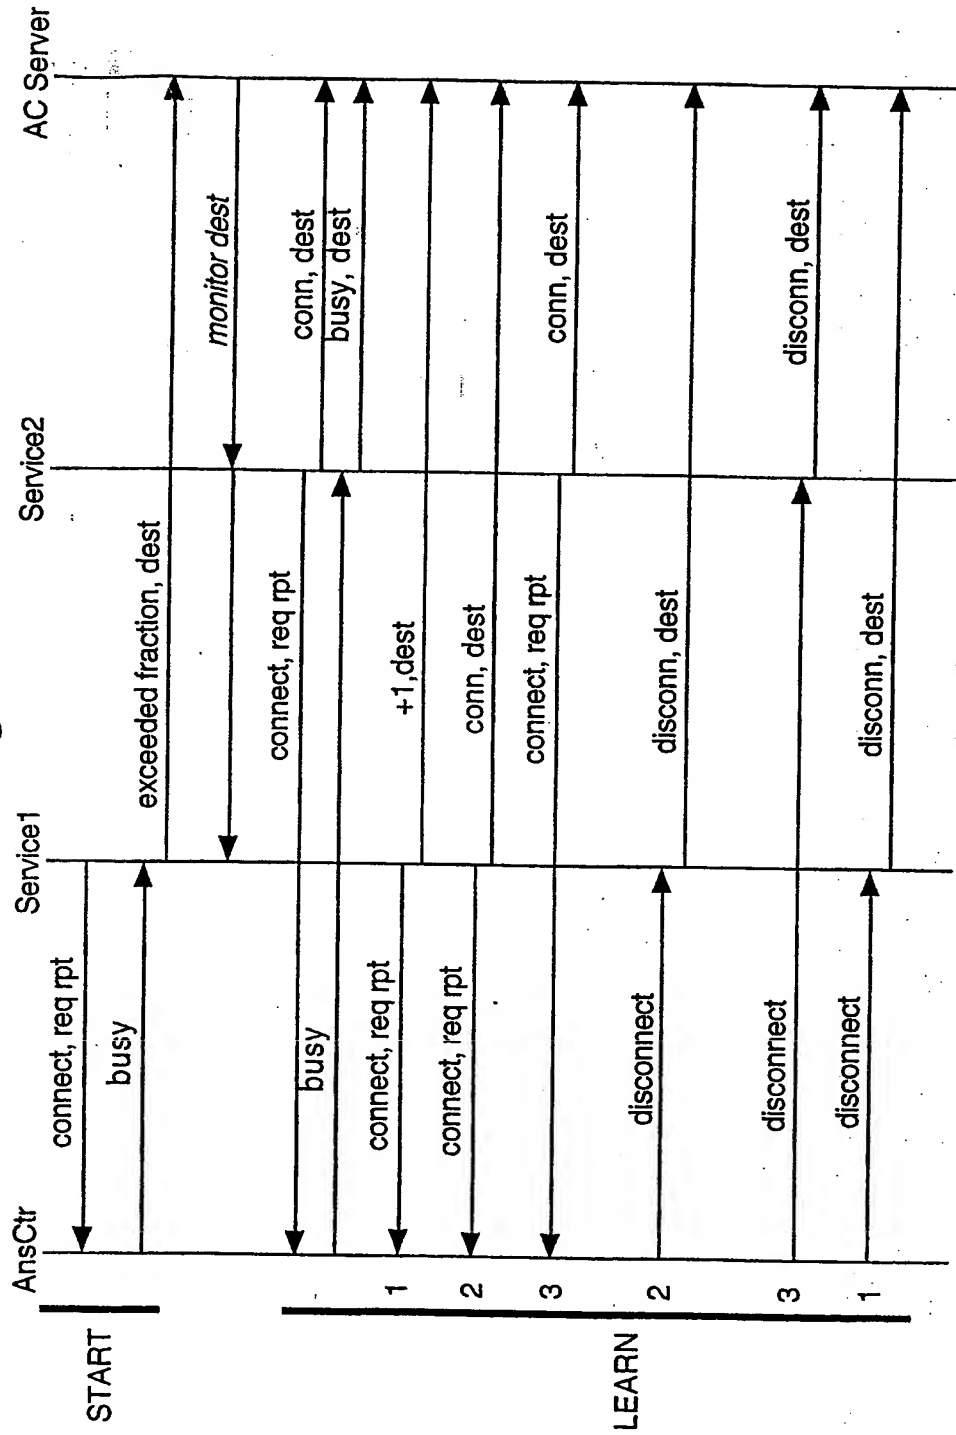 AnsCtr
Service1
Service2
AC Server
START
connect, req rpt
busy
exceeded fraction, dest
monitor dest
LEARN
connect, req rpt
conn, dest
busy
busy, dest
1
connect, req rpt
+1,dest
2
connect, req rpt
conn, dest
3
connect, req rpt
conn, dest
2
disconnect
disconn, dest
3
disconnect
disconn, dest
1
disconnect
disconn, dest